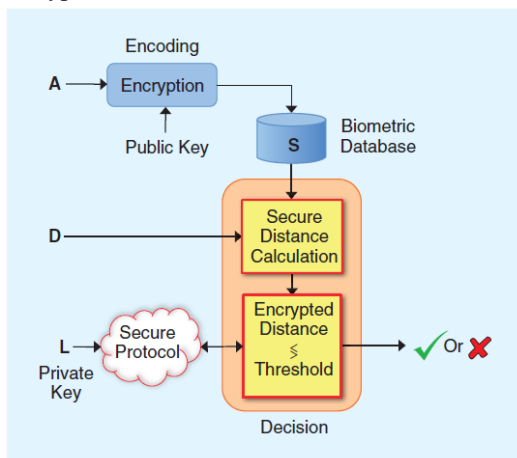 Encoding
A
Encryption
Public Key
S
Biometric
Database
D
Secure
Distance
Calculation
L
Private
Key
Secure
Protocol
Encrypted
Distance
≶
Threshold
Or
Decision